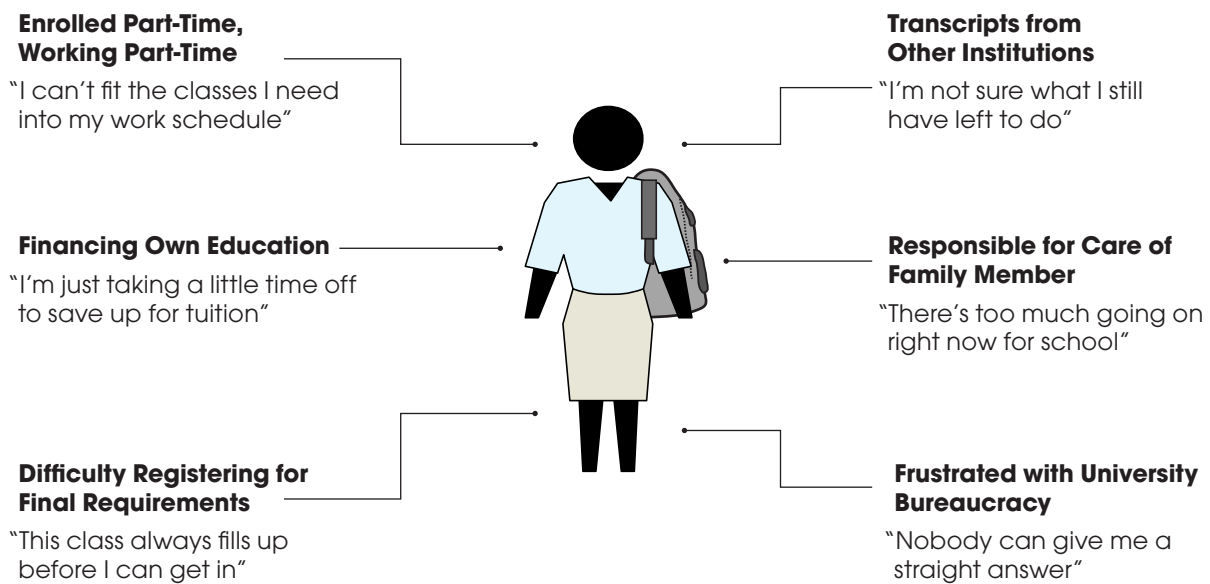 Enrolled Part-Time,
Working Part-Time
“I can’t fit the classes I need
into my work schedule”
Transcripts from
Other Institutions
“I’m not sure what I still
have left to do”
Financing Own Education
“I’m just taking a little time off
to save up for tuition”
Responsible for Care of
Family Member
“There’s too much going on
right now for school”
Difficulty Registering for
Final Requirements
“This class always fills up
before I can get in”
Frustrated with University
Bureaucracy
“Nobody can give me a
straight answer”